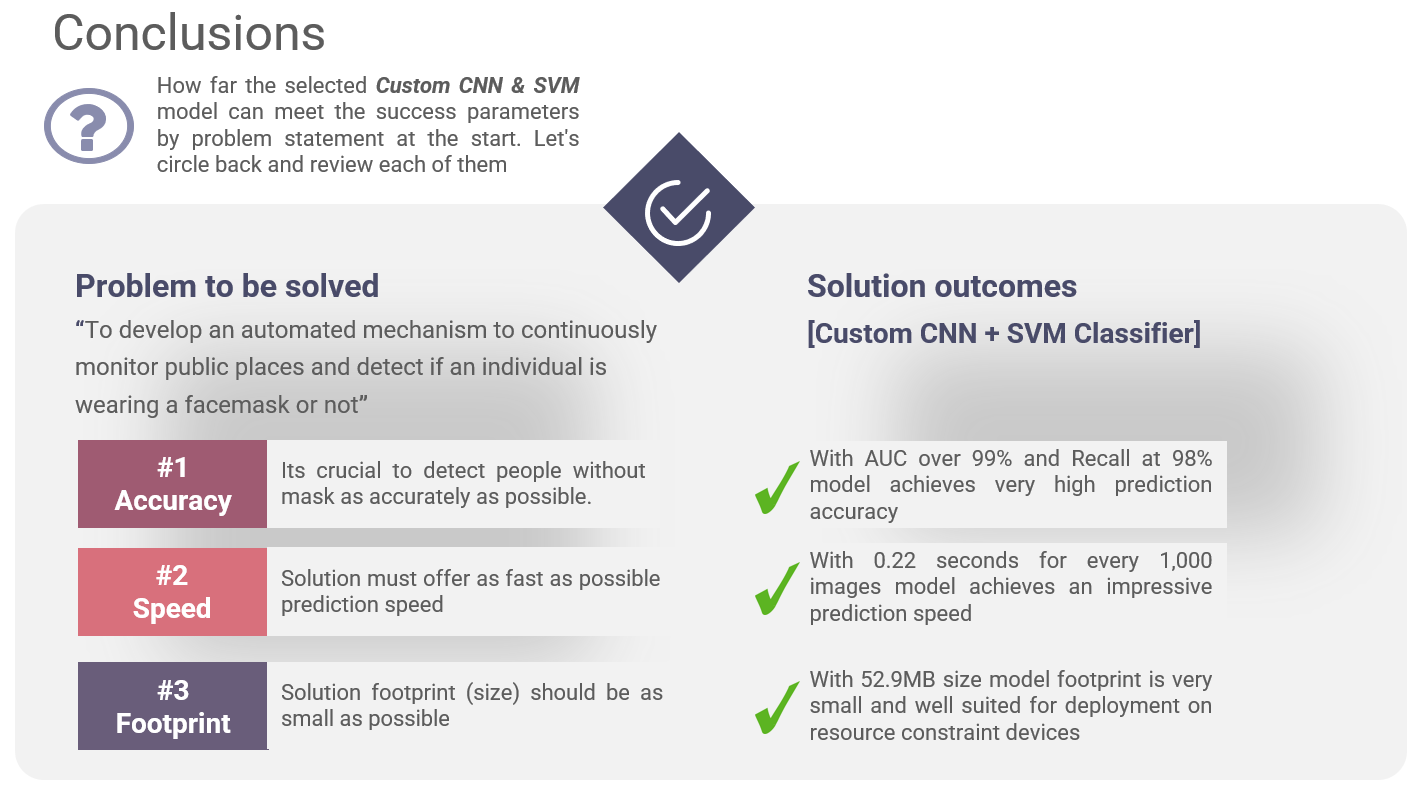 Conclusions
How far the selected Custom CNN & SVM
model can meet the success parameters
by problem statement at the start. Let's
circle back and review each of them
Problem to be solved
“To develop an automated mechanism to continuously
monitor public places and detect if an individual is
wearing a facemask or not”
#1
Accuracy
Its crucial to detect people without
mask as accurately as possible.
#2
Speed
Solution must offer as fast as possible
prediction speed
#3
Footprint
Solution footprint (size) should be as
small as possible
Solution outcomes
[Custom CNN + SVM Classifier]
With AUC over 99% and Recall at 98%
model achieves very high prediction
accuracy
With 0.22 seconds for every 1,000
images model achieves an impressive
prediction speed
With 52.9MB size model footprint is very
small and well suited for deployment on
resource constraint devices